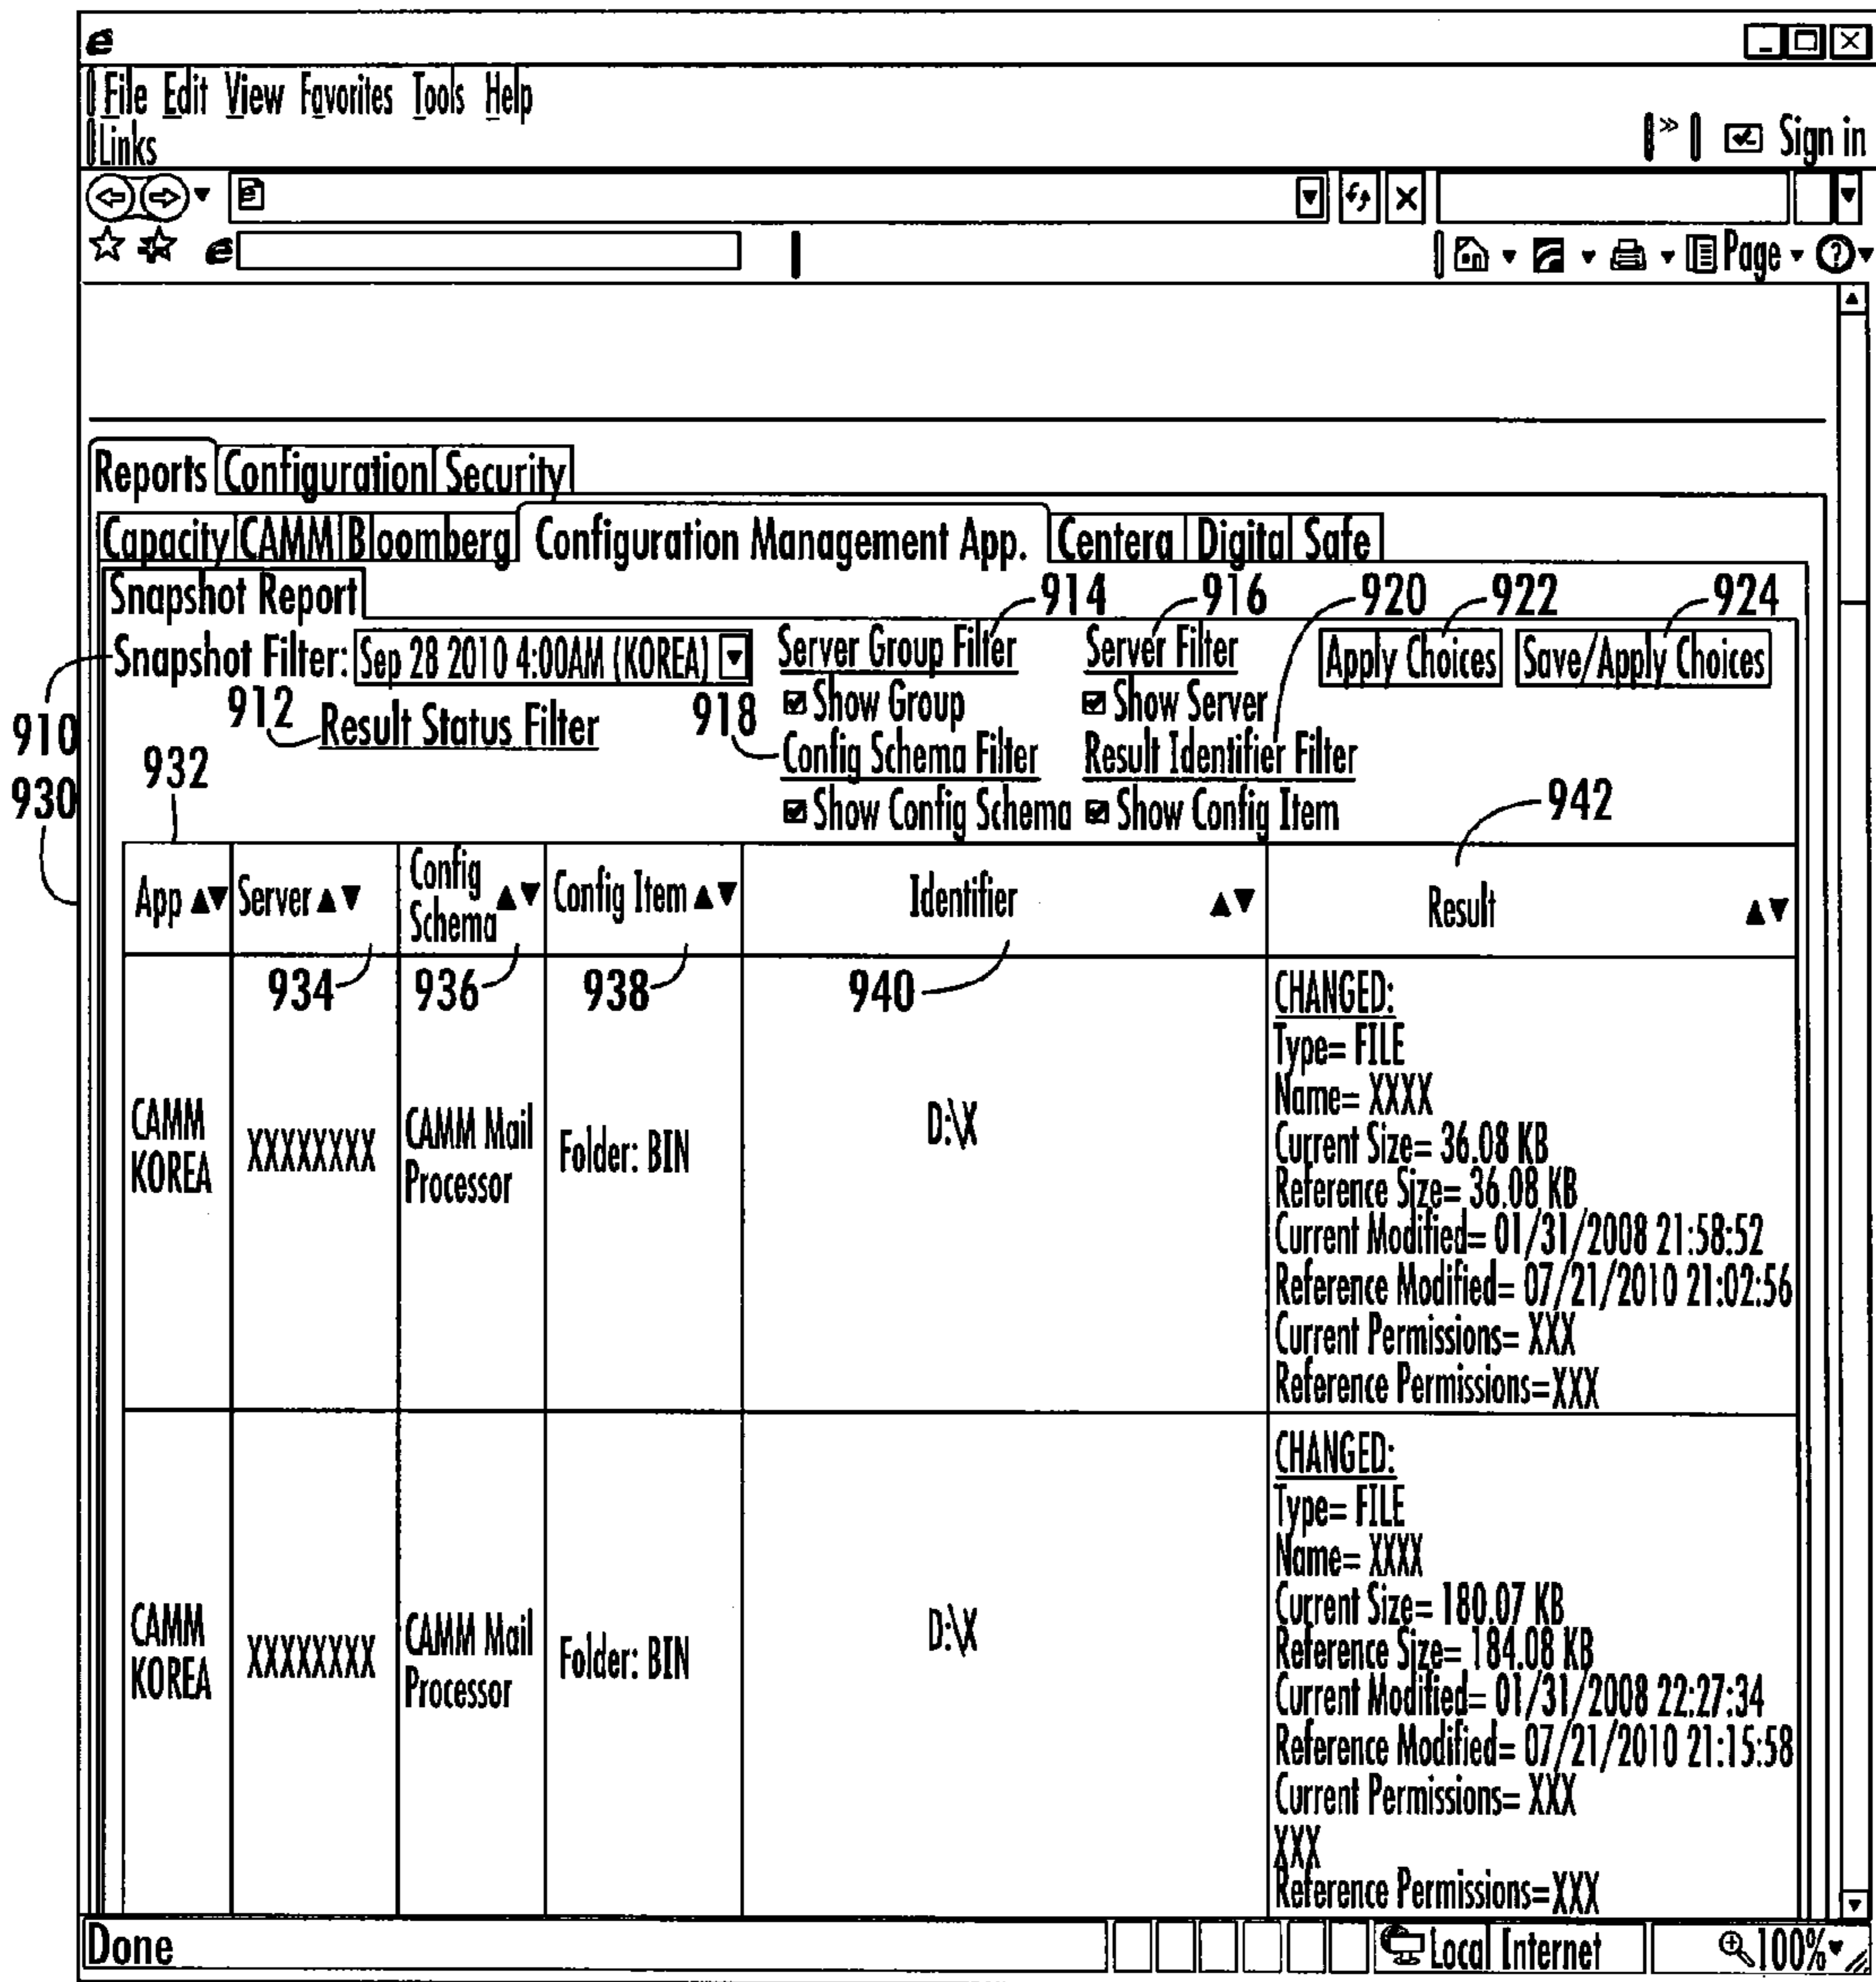 File Edit View Favorites Tools Help
Links
» Sign in
Page
Reports Configuration Security
Capacity CAMM Bloomberg Configuration Management App. Centera Digital Safe
Snapshot Report
914 916 920 922 924
Snapshot Filter: Sep 28 2010 4:00AM (KOREA) Server Group Filter Server Filter Apply Choices Save/Apply Choices
910 912 Result Status Filter 918 Show Group Show Server
Config Schema Filter Result Identifier Filter
930 932 Show Config Schema Show Config Item 942
App Server Config Schema Config Item Identifier Result
934 936 938 940
CAMM KOREA
XXXXXXXX
CAMM Mail Processor
Folder: BIN
D:\X
CHANGED:
Type= FILE
Name= XXXX
Current Size= 36.08 KB
Reference Size= 36.08 KB
Current Modified= 01/31/2008 21:58:52
Reference Modified= 07/21/2010 21:02:56
Current Permissions= XXX
Reference Permissions=XXX
CAMM KOREA
XXXXXXXX
CAMM Mail Processor
Folder: BIN
D:\X
CHANGED:
Type= FILE
Name= XXXX
Current Size= 180.07 KB
Reference Size= 184.08 KB
Current Modified= 01/31/2008 22:27:34
Reference Modified= 07/21/2010 21:15:58
Current Permissions= XXX
XXX
Reference Permissions=XXX
Done Local Internet 100%